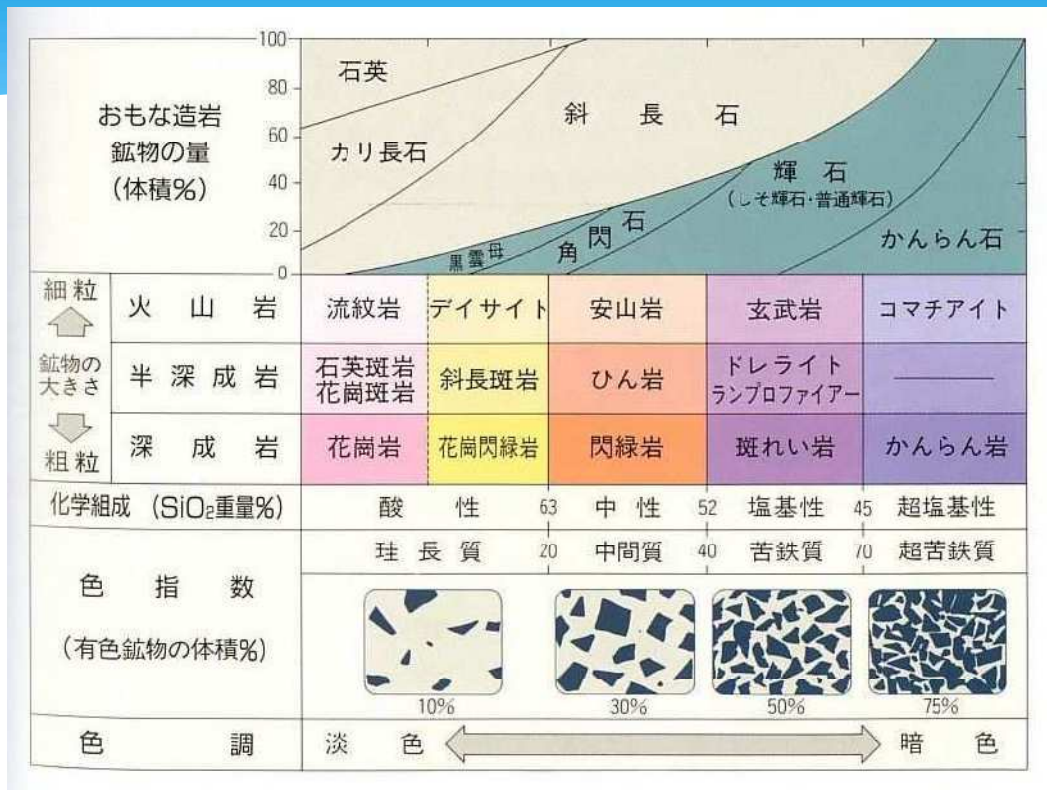 おもな造岩
鉱物の量
(体積%)
100
80
60
40
20
0
石英
カリ長石
斜長石
黒雲母
角閃石
輝石
(しそ輝石・普通輝石)
かんらん石
細粒
鉱物の
大きさ
粗粒
火山岩 流紋岩 デイサイト 安山岩 玄武岩 コマチアイト
半深成岩 石英斑岩 斜長斑岩 ひん岩 ドレライト
花崗斑岩 ランプロファイアー
深成岩 花崗岩 花崗閃緑岩 閃緑岩 斑れい岩 かんらん岩
化学組成 (SiO₂重量%) 酸性 63 中性 52 塩基性 45 超塩基性
色指数
(有色鉱物の体積%)
珪長質 20 中間質 40 苦鉄質 70 超苦鉄質
10% 30% 50% 75%
色調 淡色 暗色